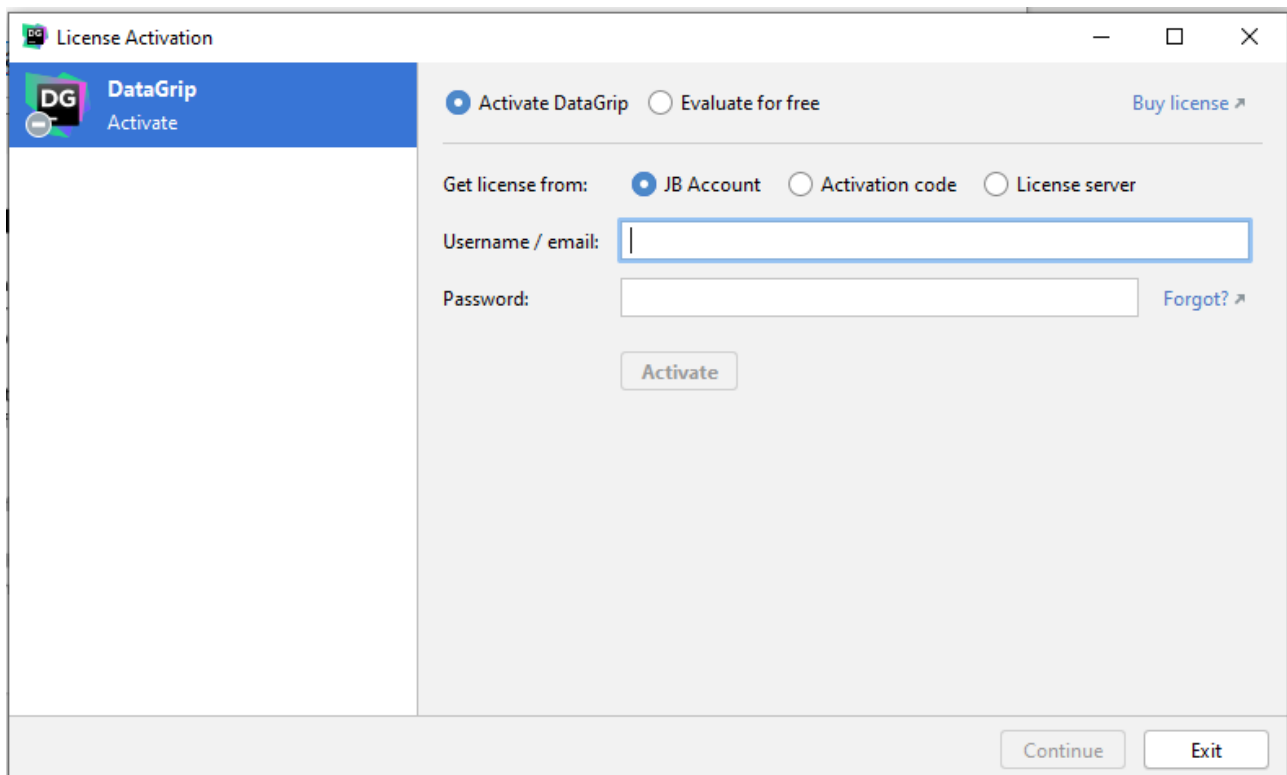 License Activation
DG
DataGrip
Activate
Activate DataGrip Evaluate for free Buy license
Get license from: JB Account Activation code License server
Username / email:
Password: Forgot?
Activate
Continue Exit